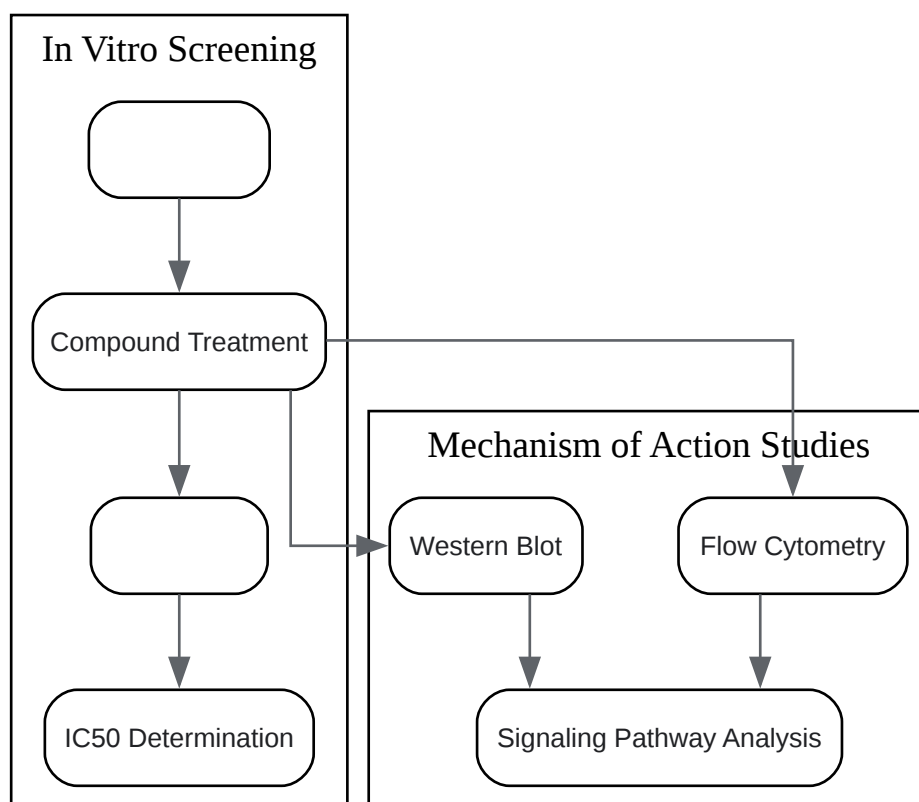 In Vitro Screening
Compound Treatment
IC50 Determination
Mechanism of Action Studies
Western Blot
Flow Cytometry
Signaling Pathway Analysis